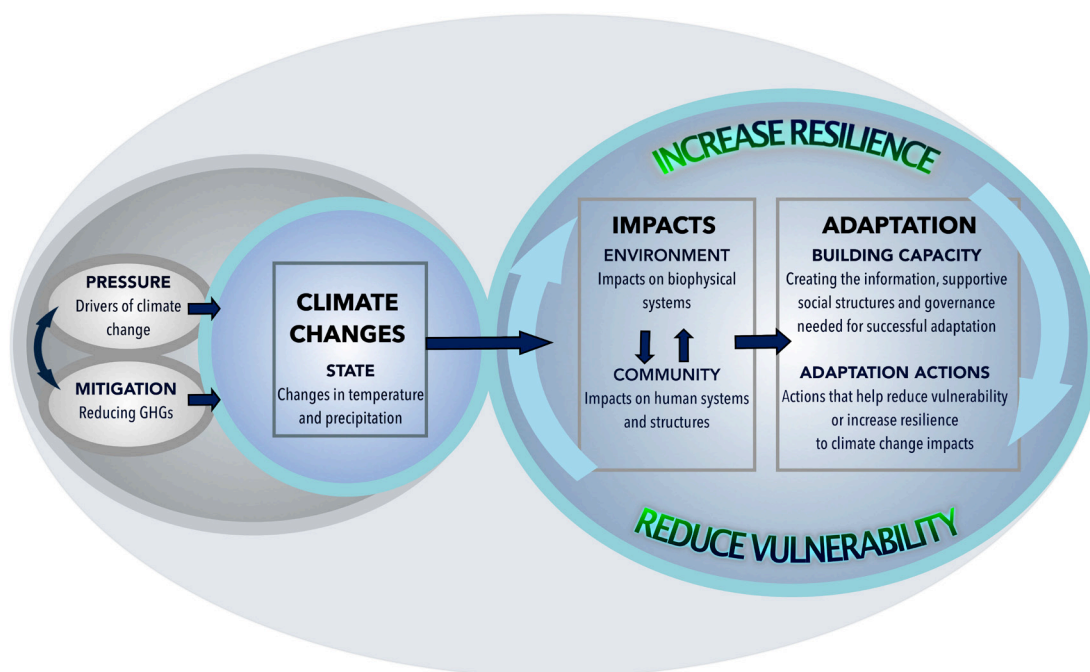 PRESSURE
Drivers of climate
change
MITIGATION
Reducing GHGs
CLIMATE
CHANGES
STATE
Changes in temperature
and precipitation
INCREASE RESILIENCE
IMPACTS
ENVIRONMENT
Impacts on biophysical
systems
COMMUNITY
Impacts on human systems
and structures
ADAPTATION
BUILDING CAPACITY
Creating the information, supportive
social structures and governance
needed for successful adaptation
ADAPTATION ACTIONS
Actions that help reduce vulnerability
or increase resilience
to climate change impacts
REDUCE VULNERABILITY